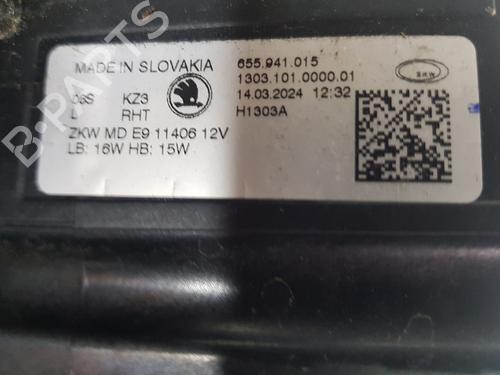 MADE IN SLOVAKIA 655.941.015
1303.101.0000.01
06S KZ3 14.03.2024 12:32
L RHT H1303A
ZKW MD E9 11406 12V
LB: 16W HB: 15W
ZKW
B-PARTS